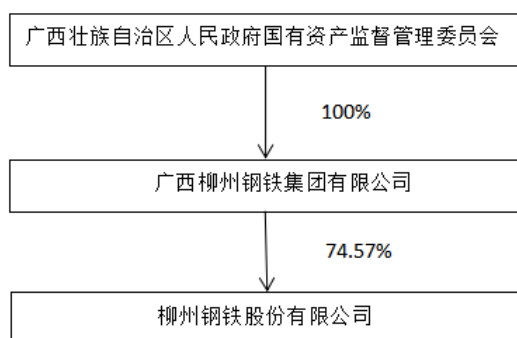 广西壮族自治区人民政府国有资产监督管理委员会
100%
广西柳州钢铁集团有限公司
74.57%
柳州钢铁股份有限公司